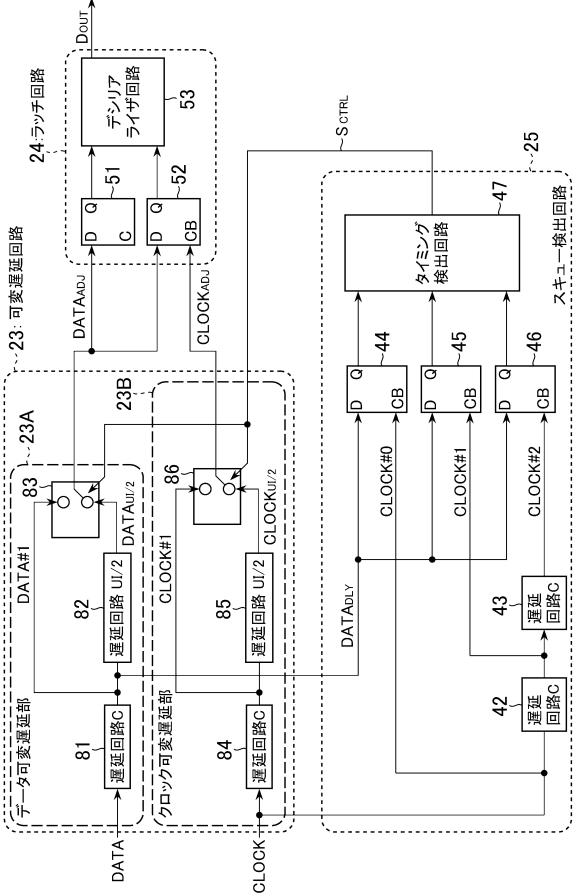 23: 可変遅延回路
23A
データ可変遅延部
DATA
81
遅延回路C
82
遅延回路 UI/2
DATA#1
DATAUI/2
83
23B
クロック可変遅延部
CLOCK
84
遅延回路C
85
遅延回路 UI/2
CLOCK#1
CLOCKUI/2
86
DATAADJ
CLOCKADJ
24:ラッチ回路
51
D
Q
C
52
D
Q
CB
53
デシリア
ライザ回路
DOUT
SCTRL
25
スキュー検出回路
DATADLY
CLOCK#0
CLOCK#1
CLOCK#2
42
遅延
回路C
43
遅延
回路C
44
D
Q
CB
45
D
Q
CB
46
D
Q
CB
47
タイミング
検出回路